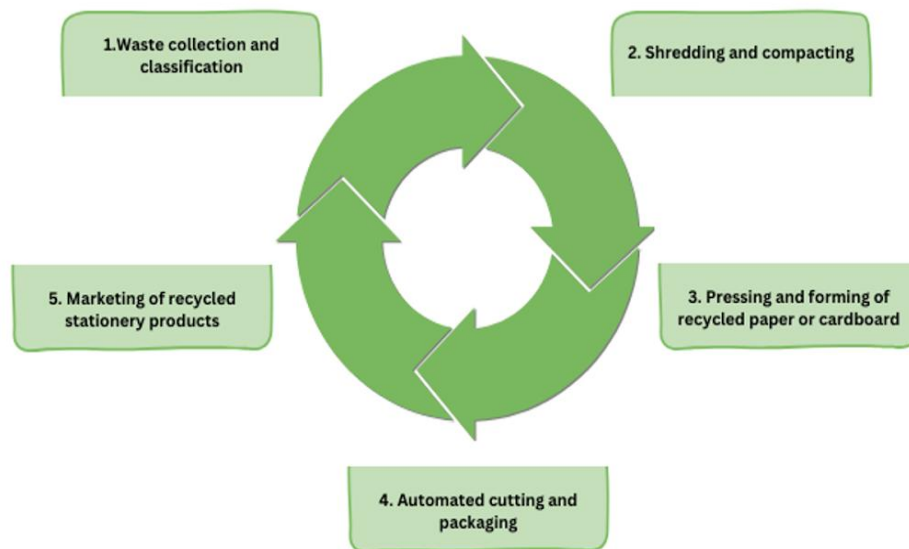 1.Waste collection and
classification
2. Shredding and compacting
3. Pressing and forming of
recycled paper or cardboard
4. Automated cutting and
packaging
5. Marketing of recycled
stationery products